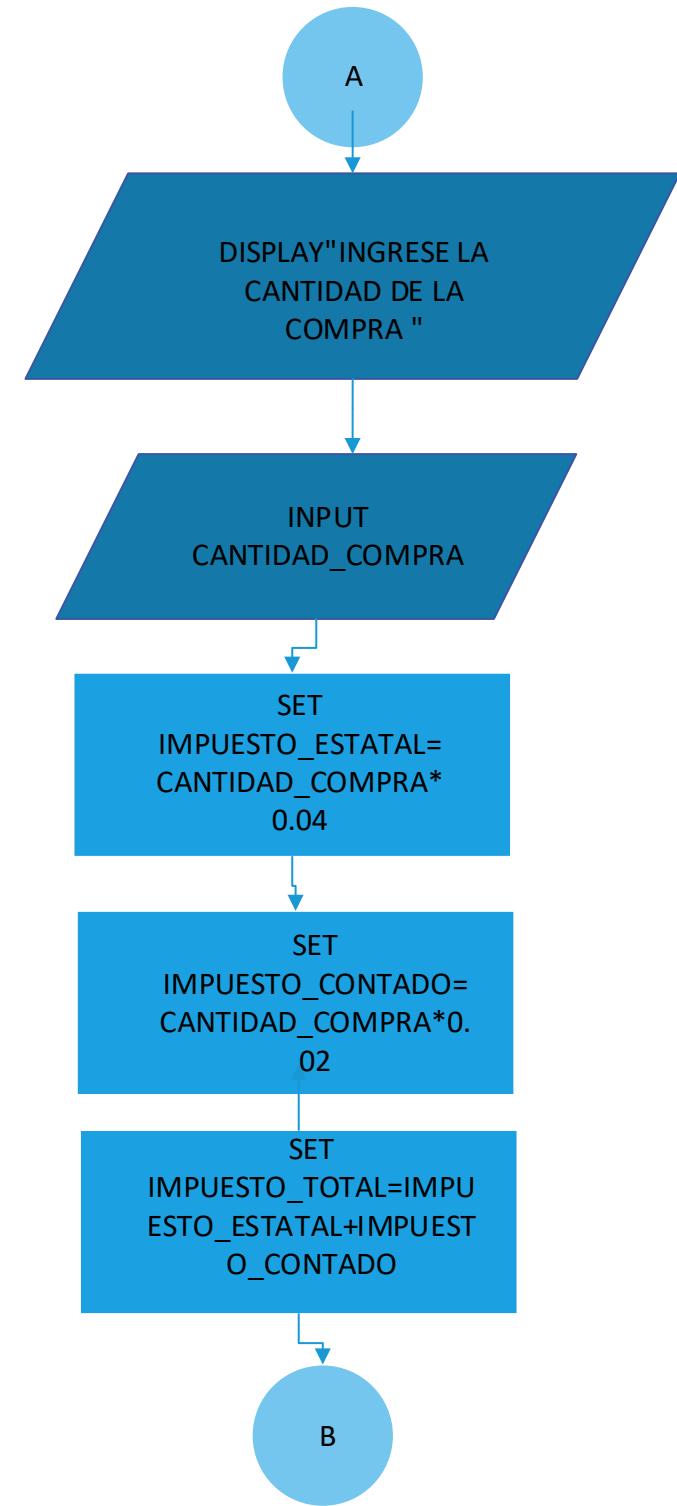 A
DISPLAY"INGRESE LA
CANTIDAD DE LA
COMPRA "
INPUT
CANTIDAD_COMPRA
SET
IMPUESTO_ESTATAL=
CANTIDAD_COMPRA*
0.04
SET
IMPUESTO_CONTADO=
CANTIDAD_COMPRA*0.
02
SET
IMPUESTO_TOTAL=IMPU
ESTO_ESTATAL+IMPUEST
O_CONTADO
B